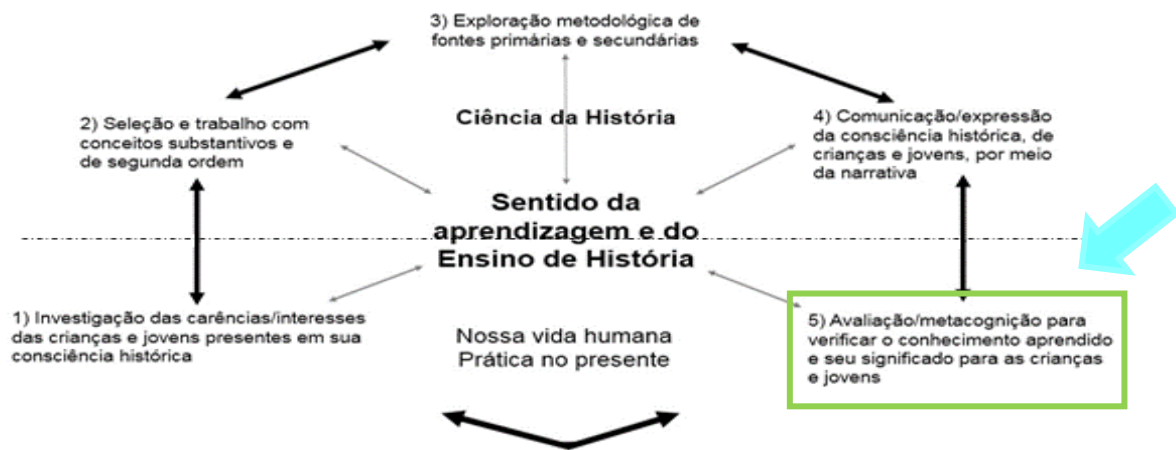 3) Exploração metodológica de
fontes primárias e secundárias
Ciência da História
2) Seleção e trabalho com
conceitos substantivos e
de segunda ordem
4) Comunicação/expressão
da consciência histórica, de
crianças e jovens, por meio
da narrativa
Sentido da
aprendizagem e do
Ensino de História
1) Investigação das carências/interesses
das crianças e jovens presentes em sua
consciência histórica
Nossa vida humana
Prática no presente
5) Avaliação/metacognição para
verificar o conhecimento aprendido
e seu significado para as crianças
e jovens